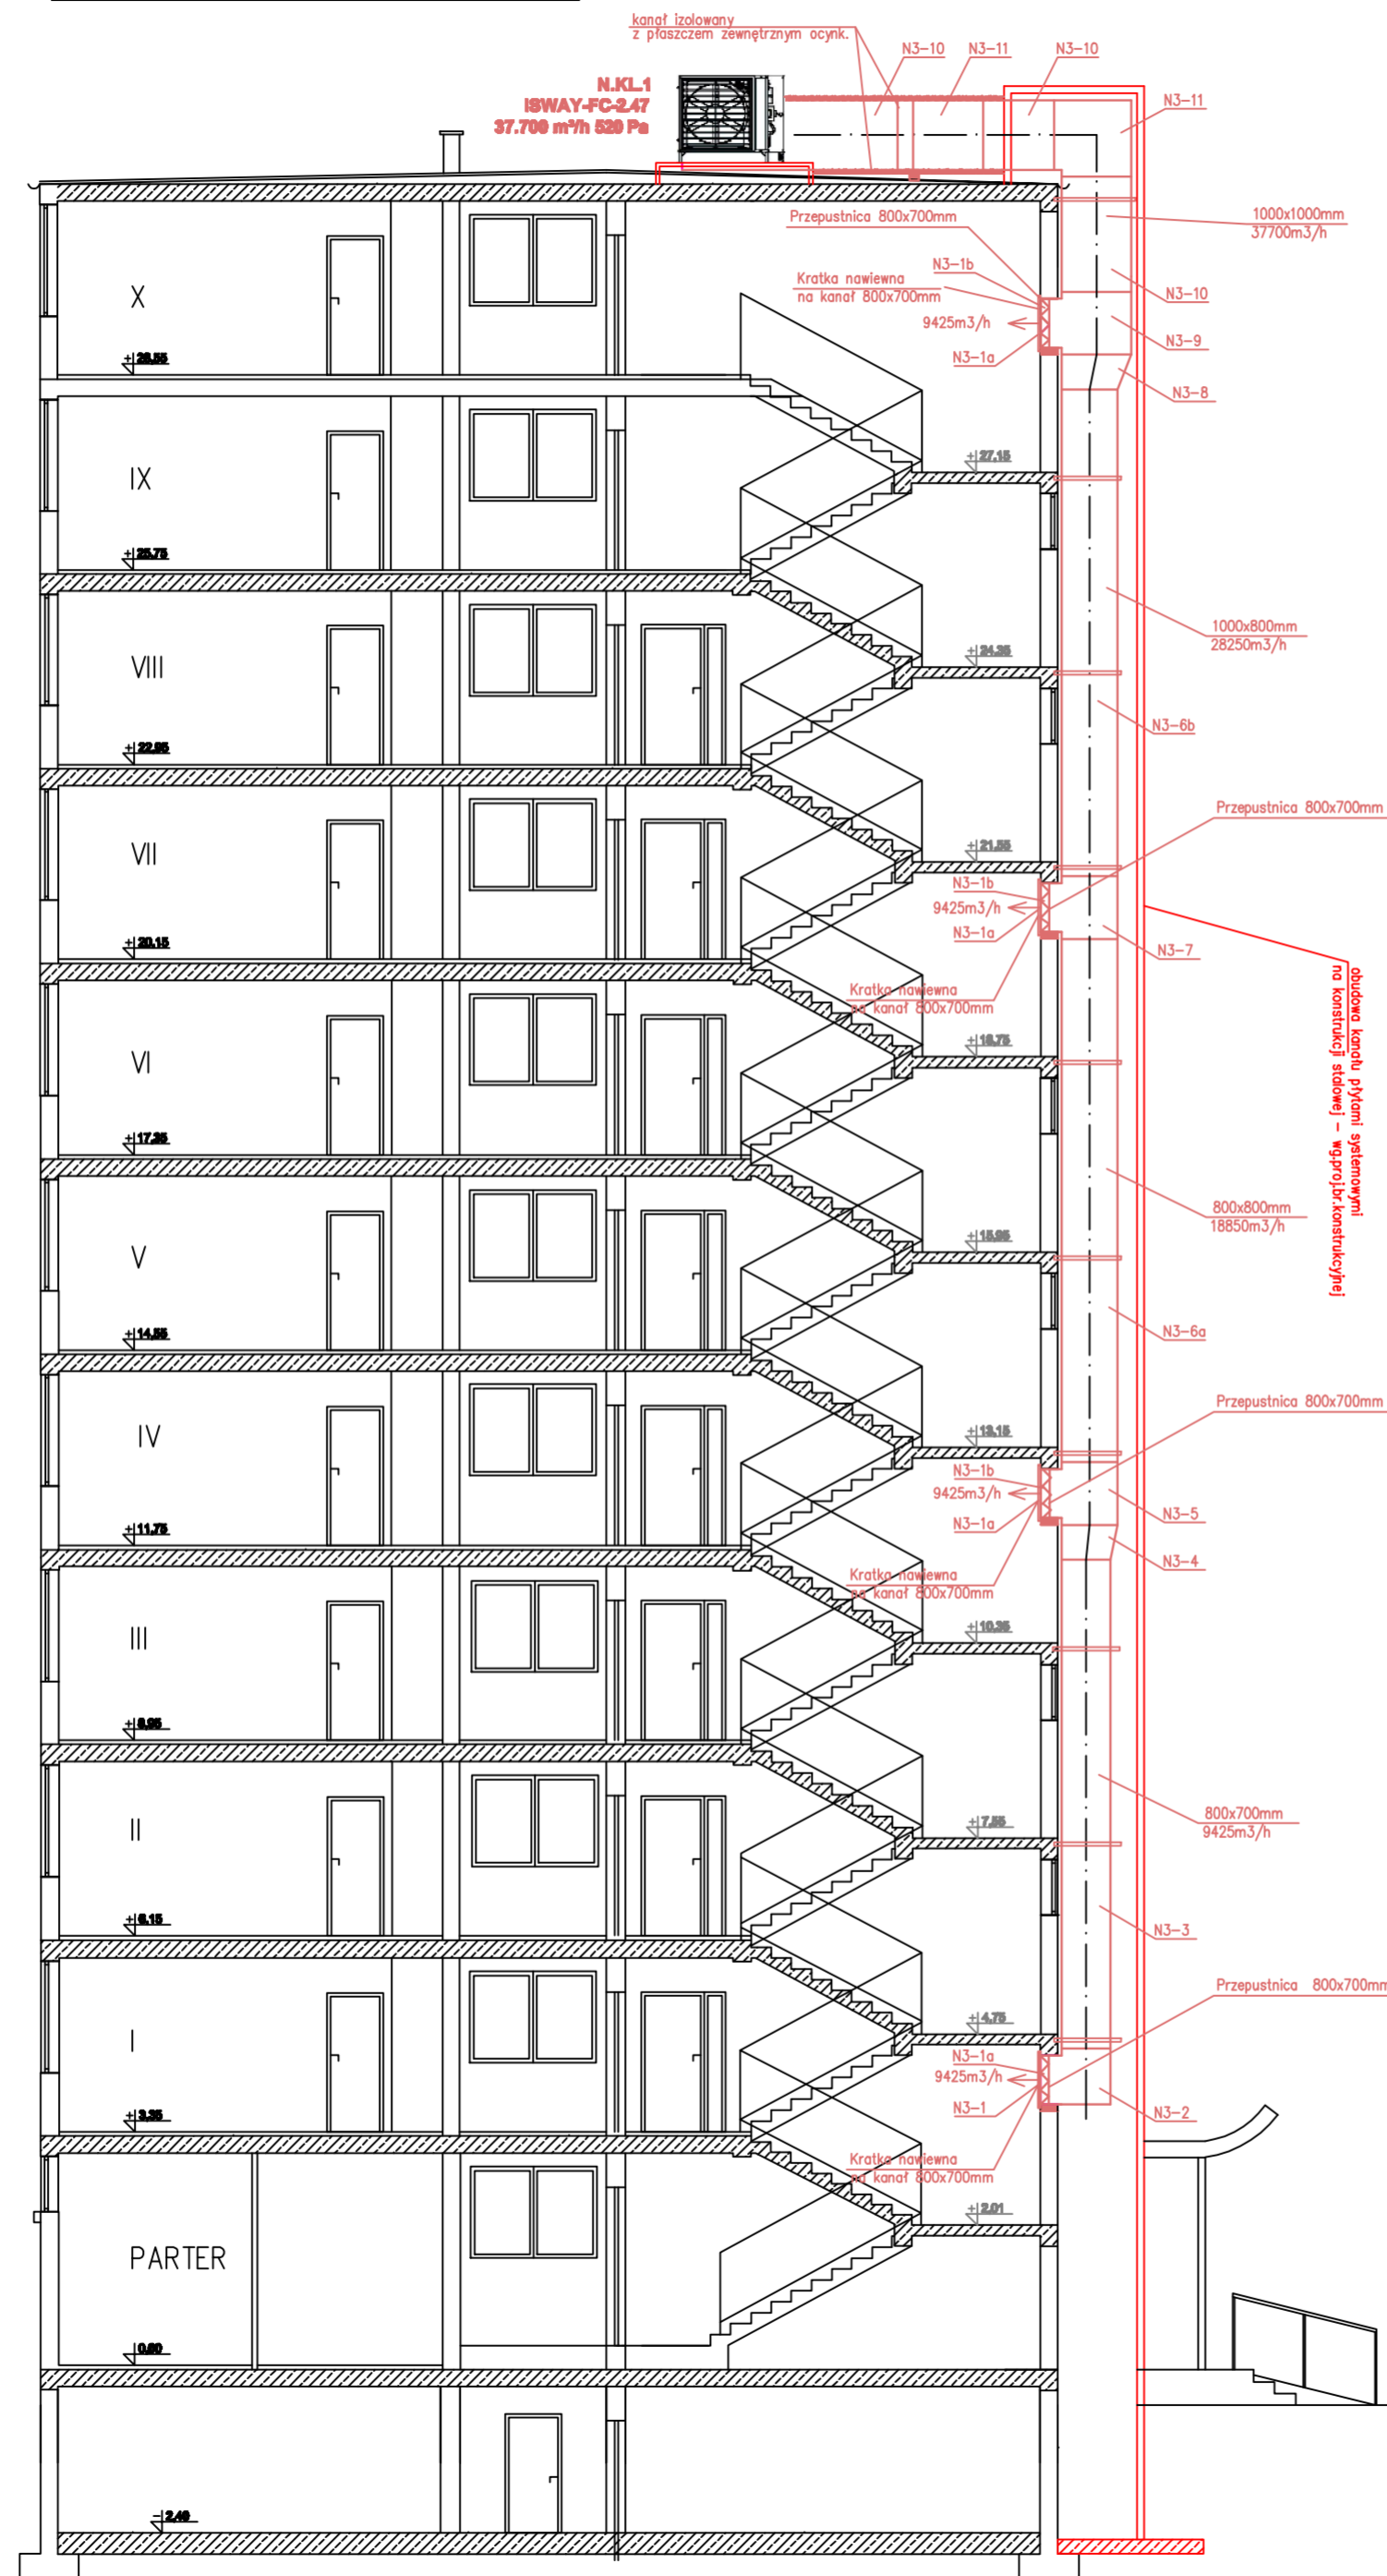 kanał izolowany
z płaszczem zewnętrznym ocynk.
N3-10
N3-11
N3-10
N3-11
N.KL.1
ISWAY-FC-2.47
37.700 m³/h 520 Pa
Przepustnica 800x700mm
1000x1000mm
37700m3/h
N3-1b
Kratka nawiewna
na kanał 800x700mm
9425m3/h
N3-1a
N3-10
N3-9
N3-8
X
+28,55
+27,15
IX
+25,75
+24,35
1000x800mm
28250m3/h
VIII
N3-6b
+22,95
Przepustnica 800x700mm
+21,55
VII
N3-1b
9425m3/h
N3-1a
N3-7
+20,15
Kratka nawiewna
na kanał 800x700mm
obudowa kanału płytami systemowymi
na konstrukcji stalowej – wg.proj.br.konstrukcyjnej
+18,75
VI
+17,35
800x800mm
18850m3/h
+15,95
V
N3-6a
+14,55
Przepustnica 800x700mm
+13,15
IV
N3-1b
9425m3/h
N3-1a
N3-5
+11,75
N3-4
Kratka nawiewna
na kanał 800x700mm
+10,35
III
+8,95
800x700mm
9425m3/h
+7,55
II
+6,15
N3-3
Przepustnica 800x700mm
+4,75
I
N3-1a
9425m3/h
N3-1
N3-2
+3,35
Kratka nawiewna
na kanał 800x700mm
+2.01
PARTER
0,60
-2,40